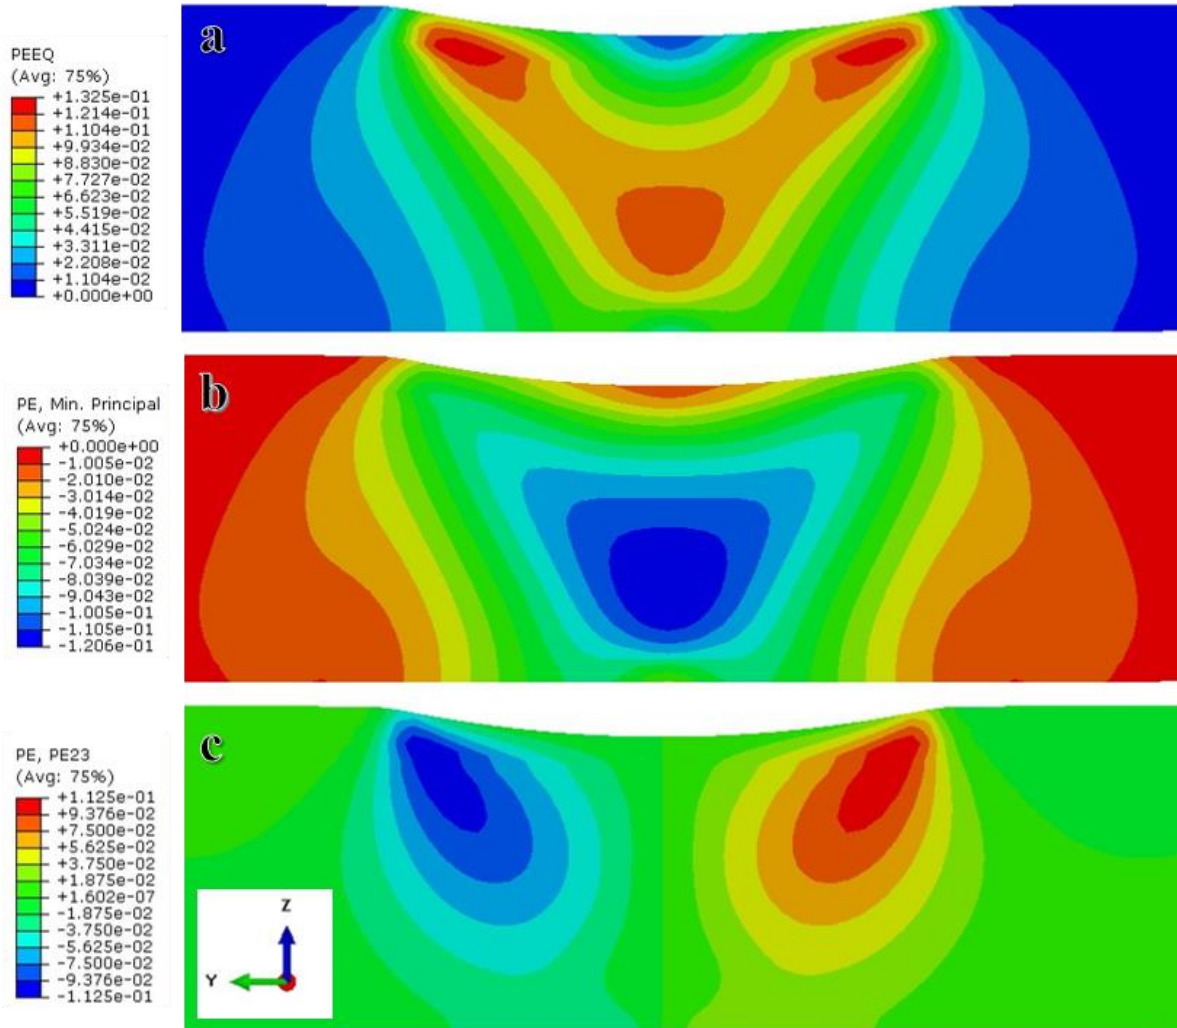 a
PEEQ
(Avg: 75%)
+1.325e-01
+1.214e-01
+1.104e-01
+9.934e-02
+8.830e-02
+7.727e-02
+6.623e-02
+5.519e-02
+4.415e-02
+3.311e-02
+2.208e-02
+1.104e-02
+0.000e+00
b
PE, Min. Principal
(Avg: 75%)
+0.000e+00
-1.005e-02
-2.010e-02
-3.014e-02
-4.019e-02
-5.024e-02
-6.029e-02
-7.034e-02
-8.039e-02
-9.043e-02
-1.005e-01
-1.105e-01
-1.206e-01
c
PE, PE23
(Avg: 75%)
+1.125e-01
+9.376e-02
+7.500e-02
+5.625e-02
+3.750e-02
+1.875e-02
+1.602e-07
-1.875e-02
-3.750e-02
-5.625e-02
-7.500e-02
-9.376e-02
-1.125e-01
Z
Y